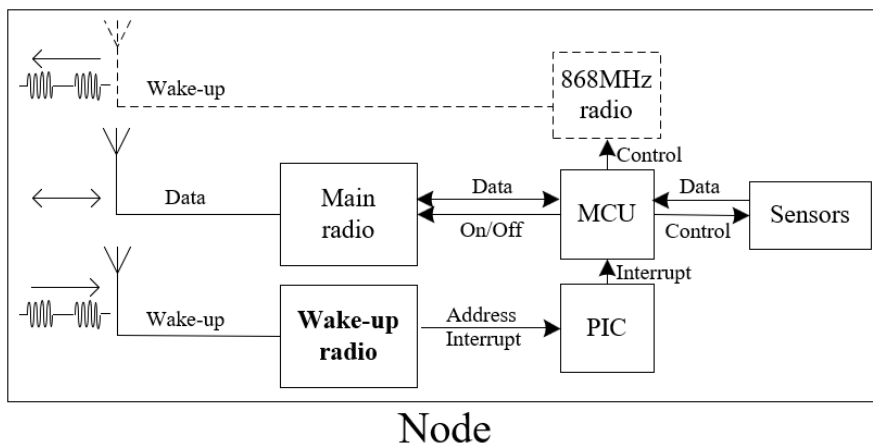 Wake-up
868MHz
radio
Control
Data
Main
radio
Data
On/Off
MCU
Data
Control
Sensors
Interrupt
Wake-up
Wake-up
radio
Address
Interrupt
PIC
Node